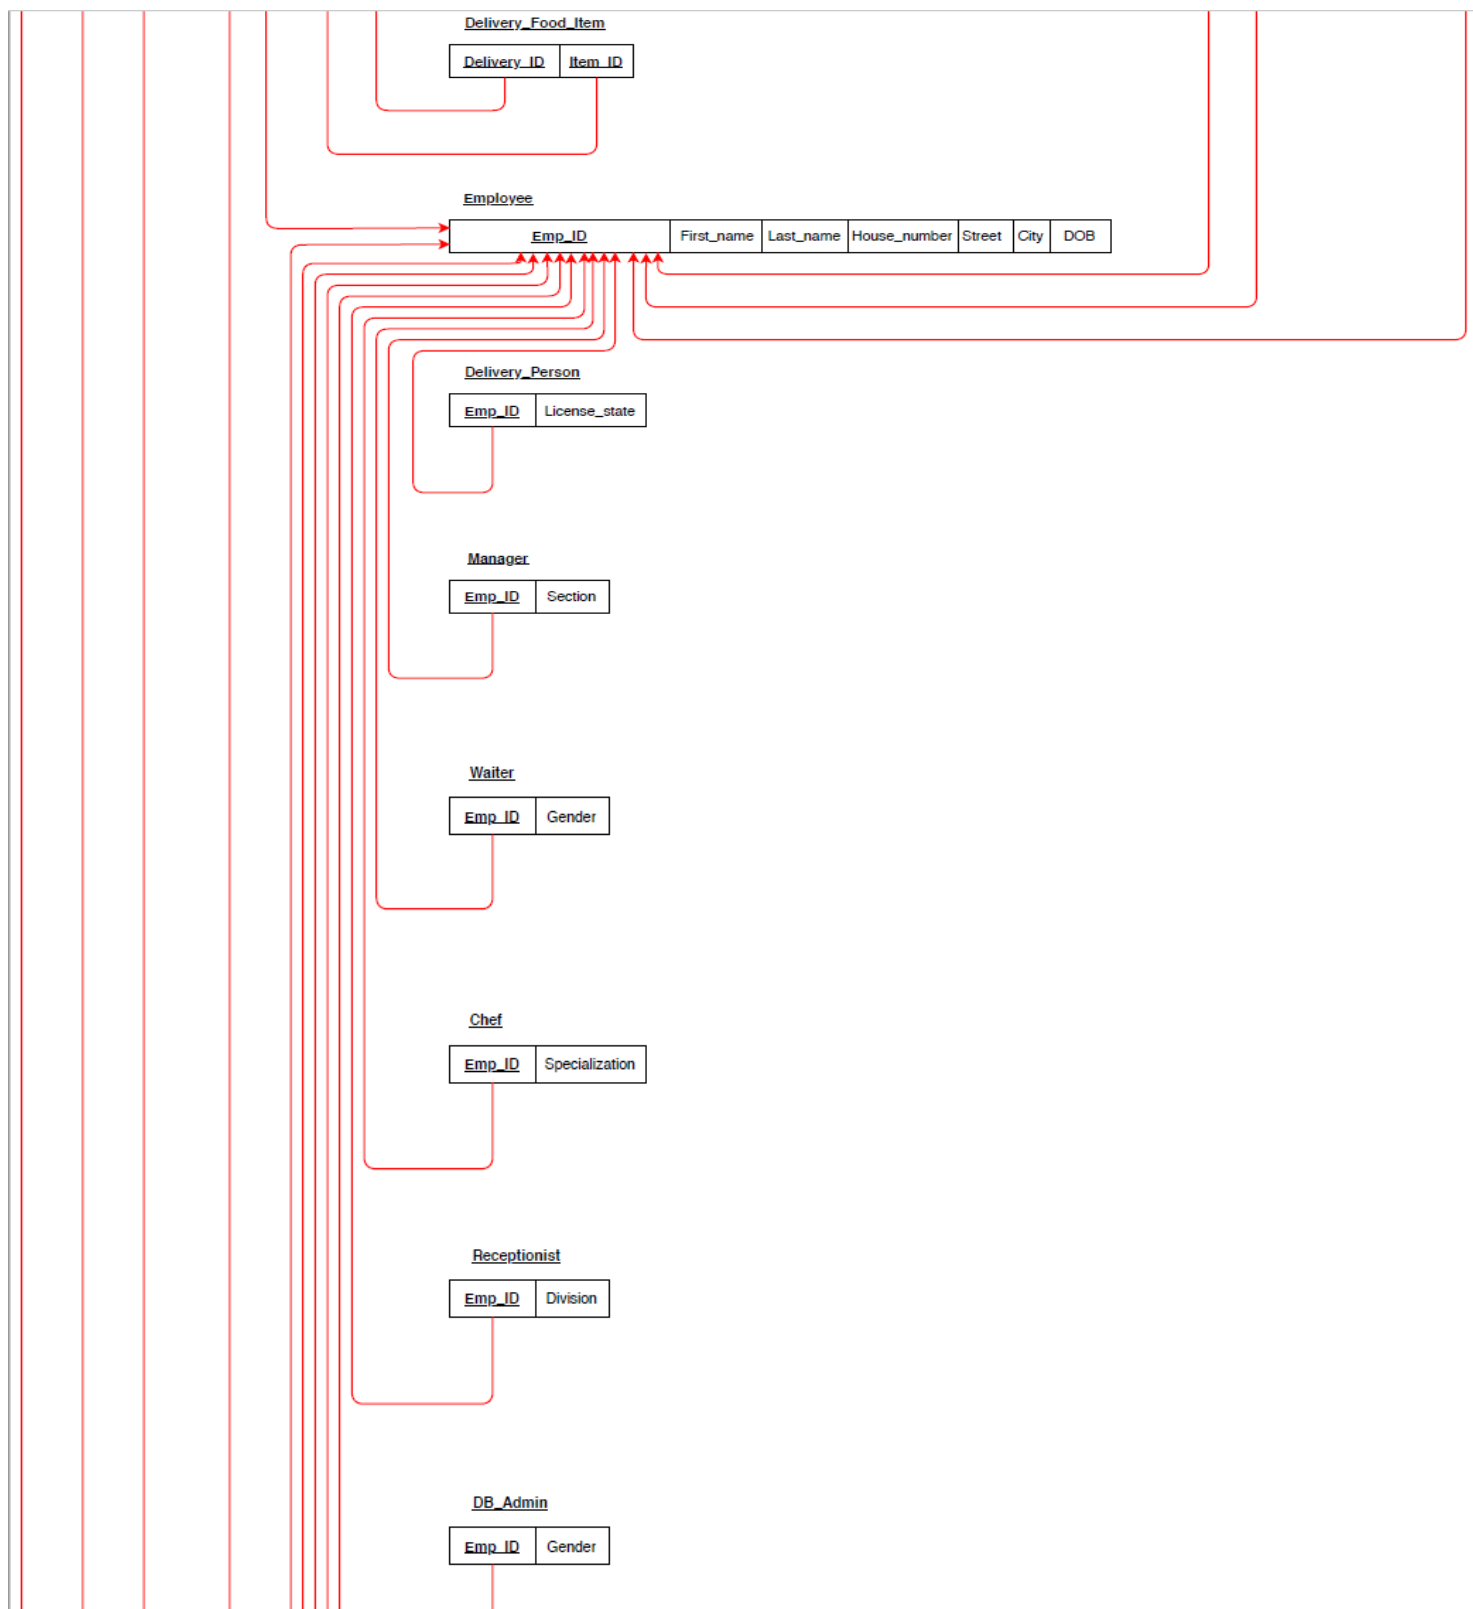 Delivery_Food_Item
Delivery_ID Item_ID
Employee
Emp_ID First_name Last_name House_number Street City DOB
Delivery_Person
Emp_ID License_state
Manager
Emp_ID Section
Waiter
Emp_ID Gender
Chef
Emp_ID Specialization
Receptionist
Emp_ID Division
DB_Admin
Emp_ID Gender